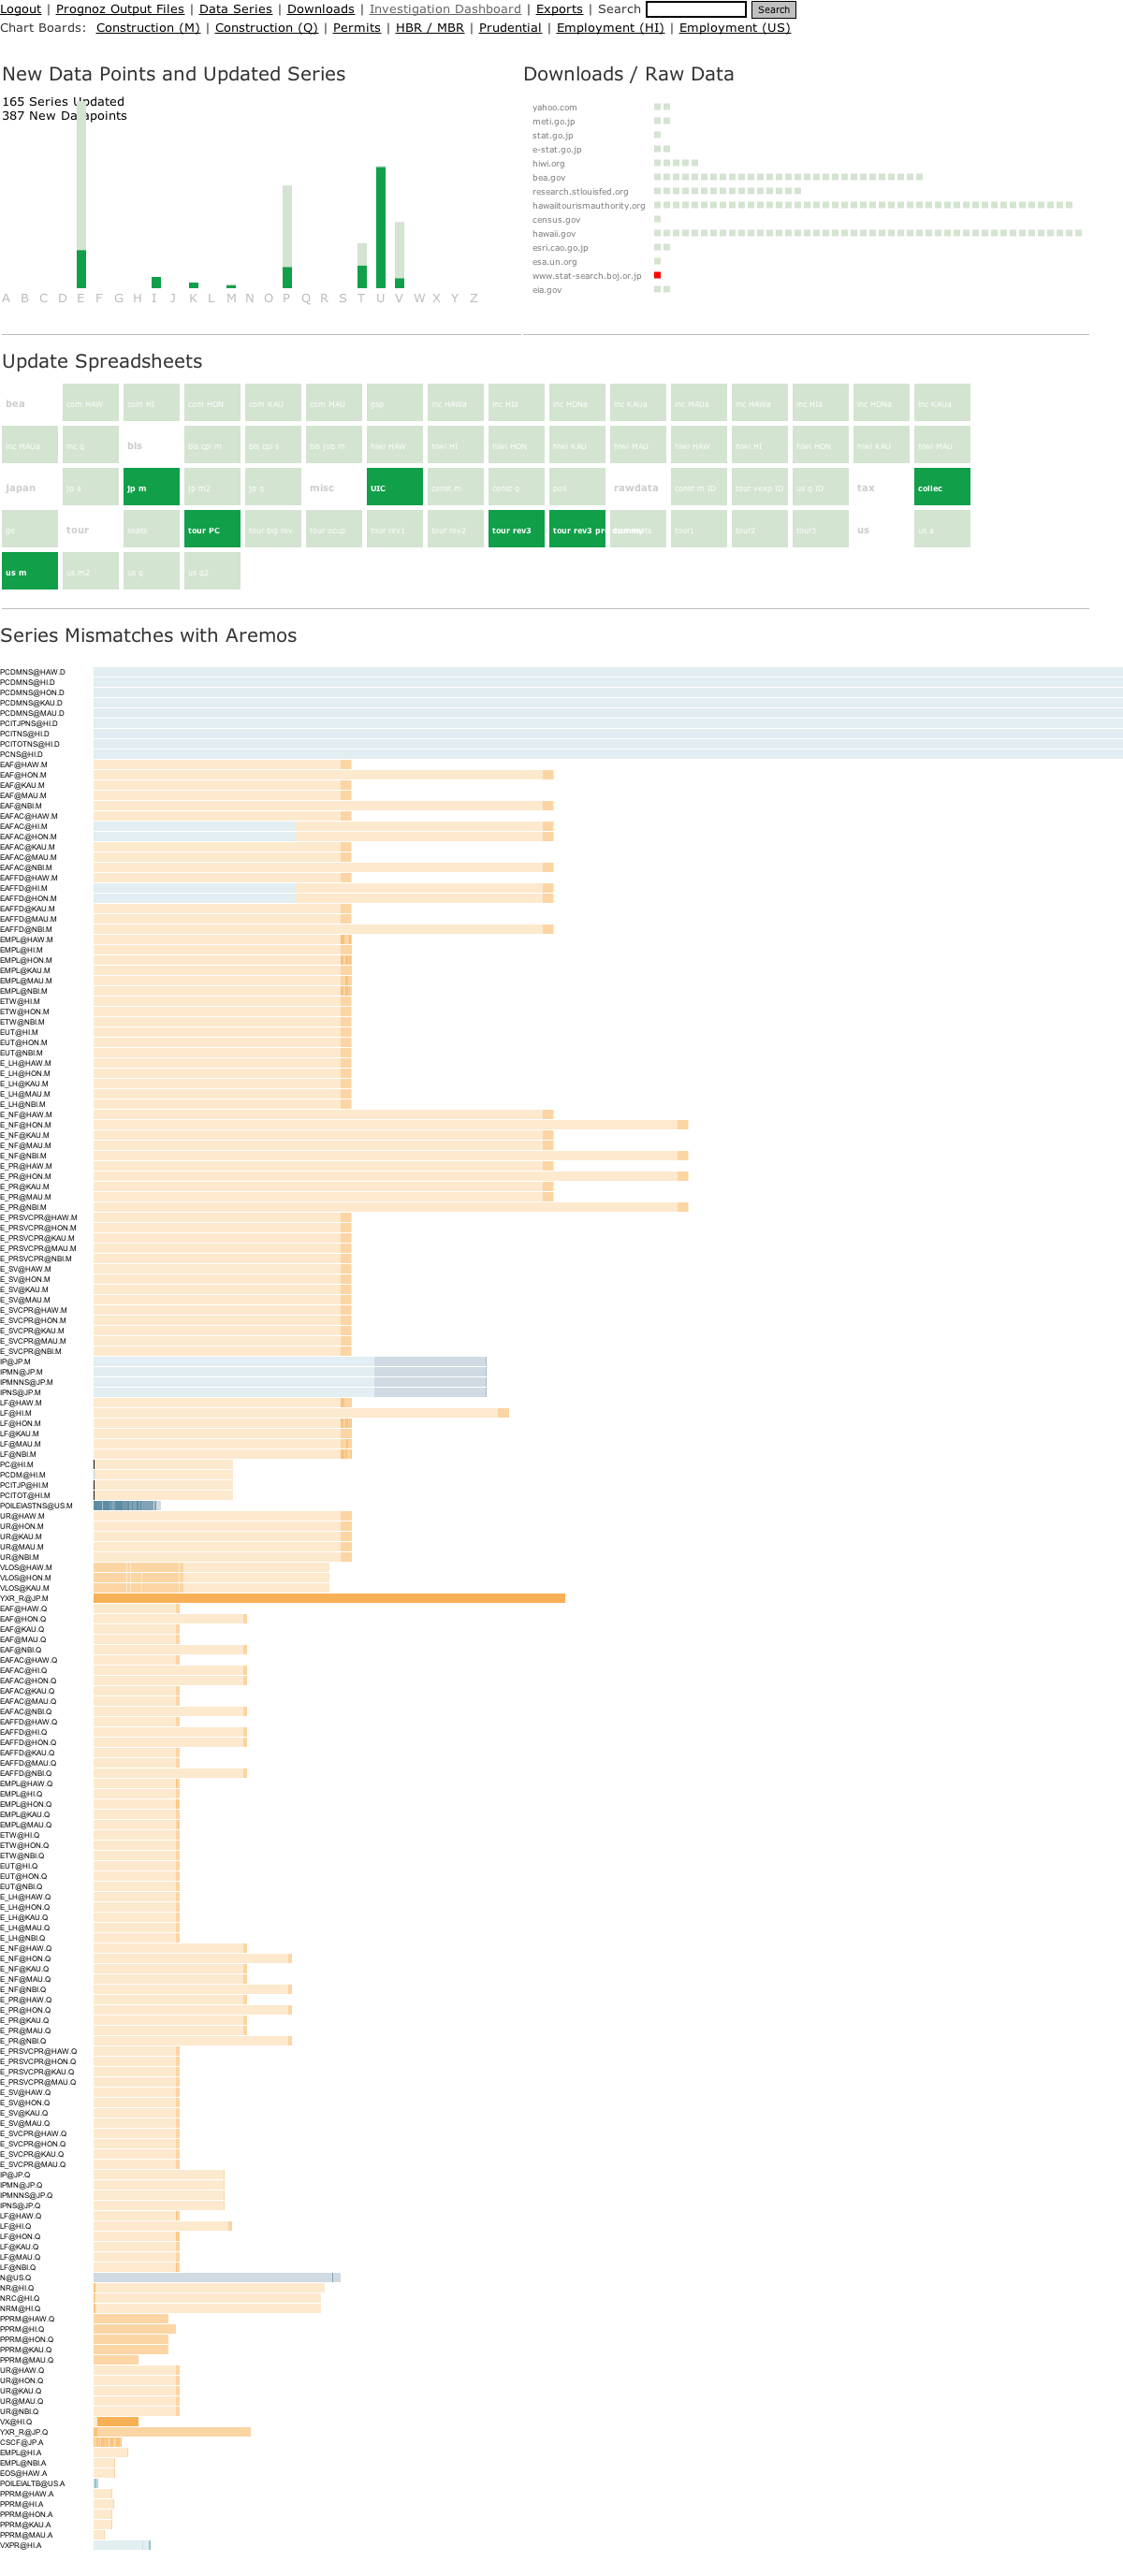 Logout | Prognoz Output Files | Data Series | Downloads | Investigation Dashboard | Exports | Search Search
Chart Boards: Construction (M) | Construction (Q) | Permits | HBR / MBR | Prudential | Employment (HI) | Employment (US)
New Data Points and Updated Series
165 Series Updated
387 New Datapoints
A B C D E F G H I J K L M N O P Q R S T U V W X Y Z
Downloads / Raw Data
yahoo.com
meti.go.jp
stat.go.jp
e-stat.go.jp
hiwi.org
bea.gov
research.stlouisfed.org
hawaiitourismauthority.org
census.gov
hawaii.gov
esri.cao.go.jp
esa.un.org
www.stat-search.boj.or.jp
eia.gov
Update Spreadsheets
bea com HAW com HI com HON com KAU com MAU gsp inc HAWa inc HIa inc HONa inc KAUa inc MAUa inc HAWa inc HIa inc HONa inc KAUa
inc MAUa inc q bls bls cpi m bls cpi s bls job m hiwi HAW hiwi HI hiwi HON hiwi KAU hiwi MAU hiwi HAW hiwi HI hiwi HON hiwi KAU hiwi MAU
japan jp a jp m jp m2 jp q misc UIC const m const q poil rawdata const m ID tour vexp ID us q ID tax collec
ge tour seats tour PC tour big rev tour ocup tour rev1 tour rev2 tour rev3 tour rev3 pre dummy tour1 tour2 tour3 us us a
us m us m2 us q us q2
Series Mismatches with Aremos
PCDMNS@HAW.D
PCDMNS@HI.D
PCDMNS@HON.D
PCDMNS@KAU.D
PCDMNS@MAU.D
PCITJPNS@HI.D
PCITNS@HI.D
PCITOTNS@HI.D
PCNS@HI.D
EAF@HAW.M
EAF@HON.M
EAF@KAU.M
EAF@MAU.M
EAF@NBI.M
EAFAC@HAW.M
EAFAC@HI.M
EAFAC@HON.M
EAFAC@KAU.M
EAFAC@MAU.M
EAFAC@NBI.M
EAFFD@HAW.M
EAFFD@HI.M
EAFFD@HON.M
EAFFD@KAU.M
EAFFD@MAU.M
EAFFD@NBI.M
EMPL@HAW.M
EMPL@HI.M
EMPL@HON.M
EMPL@KAU.M
EMPL@MAU.M
EMPL@NBI.M
ETW@HI.M
ETW@HON.M
ETW@NBI.M
EUT@HI.M
EUT@HON.M
EUT@NBI.M
E_LH@HAW.M
E_LH@HON.M
E_LH@KAU.M
E_LH@MAU.M
E_LH@NBI.M
E_NF@HAW.M
E_NF@HON.M
E_NF@KAU.M
E_NF@MAU.M
E_NF@NBI.M
E_PR@HAW.M
E_PR@HON.M
E_PR@KAU.M
E_PR@MAU.M
E_PR@NBI.M
E_PRSVCPR@HAW.M
E_PRSVCPR@HON.M
E_PRSVCPR@KAU.M
E_PRSVCPR@MAU.M
E_PRSVCPR@NBI.M
E_SV@HAW.M
E_SV@HON.M
E_SV@KAU.M
E_SV@MAU.M
E_SVCPR@HAW.M
E_SVCPR@HON.M
E_SVCPR@KAU.M
E_SVCPR@MAU.M
E_SVCPR@NBI.M
IP@JP.M
IPMN@JP.M
IPMNNS@JP.M
IPNS@JP.M
LF@HAW.M
LF@HI.M
LF@HON.M
LF@KAU.M
LF@MAU.M
LF@NBI.M
PC@HI.M
PCDM@HI.M
PCITJP@HI.M
PCITOT@HI.M
POILEIASTNS@US.M
UR@HAW.M
UR@HON.M
UR@KAU.M
UR@MAU.M
UR@NBI.M
VLOS@HAW.M
VLOS@HON.M
VLOS@KAU.M
YXR_R@JP.M
EAF@HAW.Q
EAF@HON.Q
EAF@KAU.Q
EAF@MAU.Q
EAF@NBI.Q
EAFAC@HAW.Q
EAFAC@HI.Q
EAFAC@HON.Q
EAFAC@KAU.Q
EAFAC@MAU.Q
EAFAC@NBI.Q
EAFFD@HAW.Q
EAFFD@HI.Q
EAFFD@HON.Q
EAFFD@KAU.Q
EAFFD@MAU.Q
EAFFD@NBI.Q
EMPL@HAW.Q
EMPL@HI.Q
EMPL@HON.Q
EMPL@KAU.Q
EMPL@MAU.Q
ETW@HI.Q
ETW@HON.Q
ETW@NBI.Q
EUT@HI.Q
EUT@HON.Q
EUT@NBI.Q
E_LH@HAW.Q
E_LH@HON.Q
E_LH@KAU.Q
E_LH@MAU.Q
E_LH@NBI.Q
E_NF@HAW.Q
E_NF@HON.Q
E_NF@KAU.Q
E_NF@MAU.Q
E_NF@NBI.Q
E_PR@HAW.Q
E_PR@HON.Q
E_PR@KAU.Q
E_PR@MAU.Q
E_PR@NBI.Q
E_PRSVCPR@HAW.Q
E_PRSVCPR@HON.Q
E_PRSVCPR@KAU.Q
E_PRSVCPR@MAU.Q
E_SV@HAW.Q
E_SV@HON.Q
E_SV@KAU.Q
E_SV@MAU.Q
E_SVCPR@HAW.Q
E_SVCPR@HON.Q
E_SVCPR@KAU.Q
E_SVCPR@MAU.Q
IP@JP.Q
IPMN@JP.Q
IPMNNS@JP.Q
IPNS@JP.Q
LF@HAW.Q
LF@HI.Q
LF@HON.Q
LF@KAU.Q
LF@MAU.Q
LF@NBI.Q
N@US.Q
NR@HI.Q
NRC@HI.Q
NRM@HI.Q
PPRM@HAW.Q
PPRM@HI.Q
PPRM@HON.Q
PPRM@KAU.Q
PPRM@MAU.Q
UR@HAW.Q
UR@HON.Q
UR@KAU.Q
UR@MAU.Q
UR@NBI.Q
VX@HI.Q
YXR_R@JP.Q
CSCF@JP.A
EMPL@HI.A
EMPL@NBI.A
EOS@HAW.A
POILEIALTB@US.A
PPRM@HAW.A
PPRM@HI.A
PPRM@HON.A
PPRM@KAU.A
PPRM@MAU.A
VXPR@HI.A